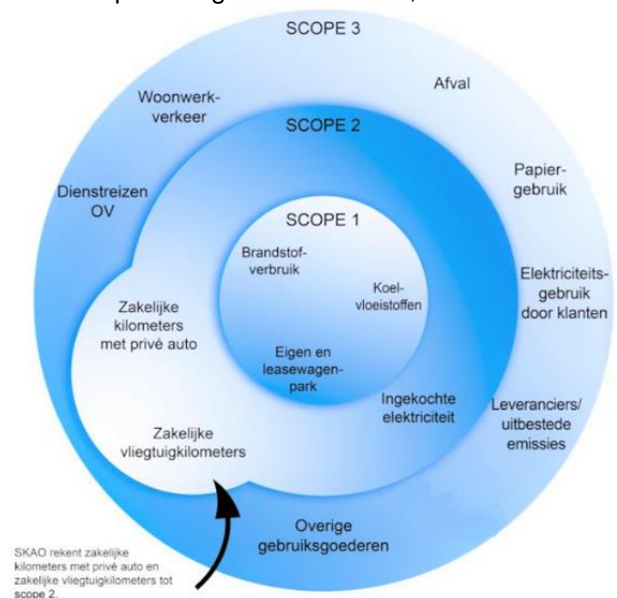 SCOPE 3
Afval
Woonwerk-
verkeer
SCOPE 2
Papier-
gebruik
Dienstreizen
OV
SCOPE 1
Brandstof-
verbruik
Koel-
vloeistoffen
Elektriciteits-
gebruik
door klanten
Zakelijke
kilometers
met privé auto
Eigen en
leasewagen-
park
Ingekochte
elektriciteit
Leveranciers/
uitbestede
emissies
Zakelijke
vliegtuigkilometers
Overige
gebruiksgoederen
SKAO rekent zakelijke
kilometers met privé auto en
zakelijke vliegtuigkilometers tot
scope 2.